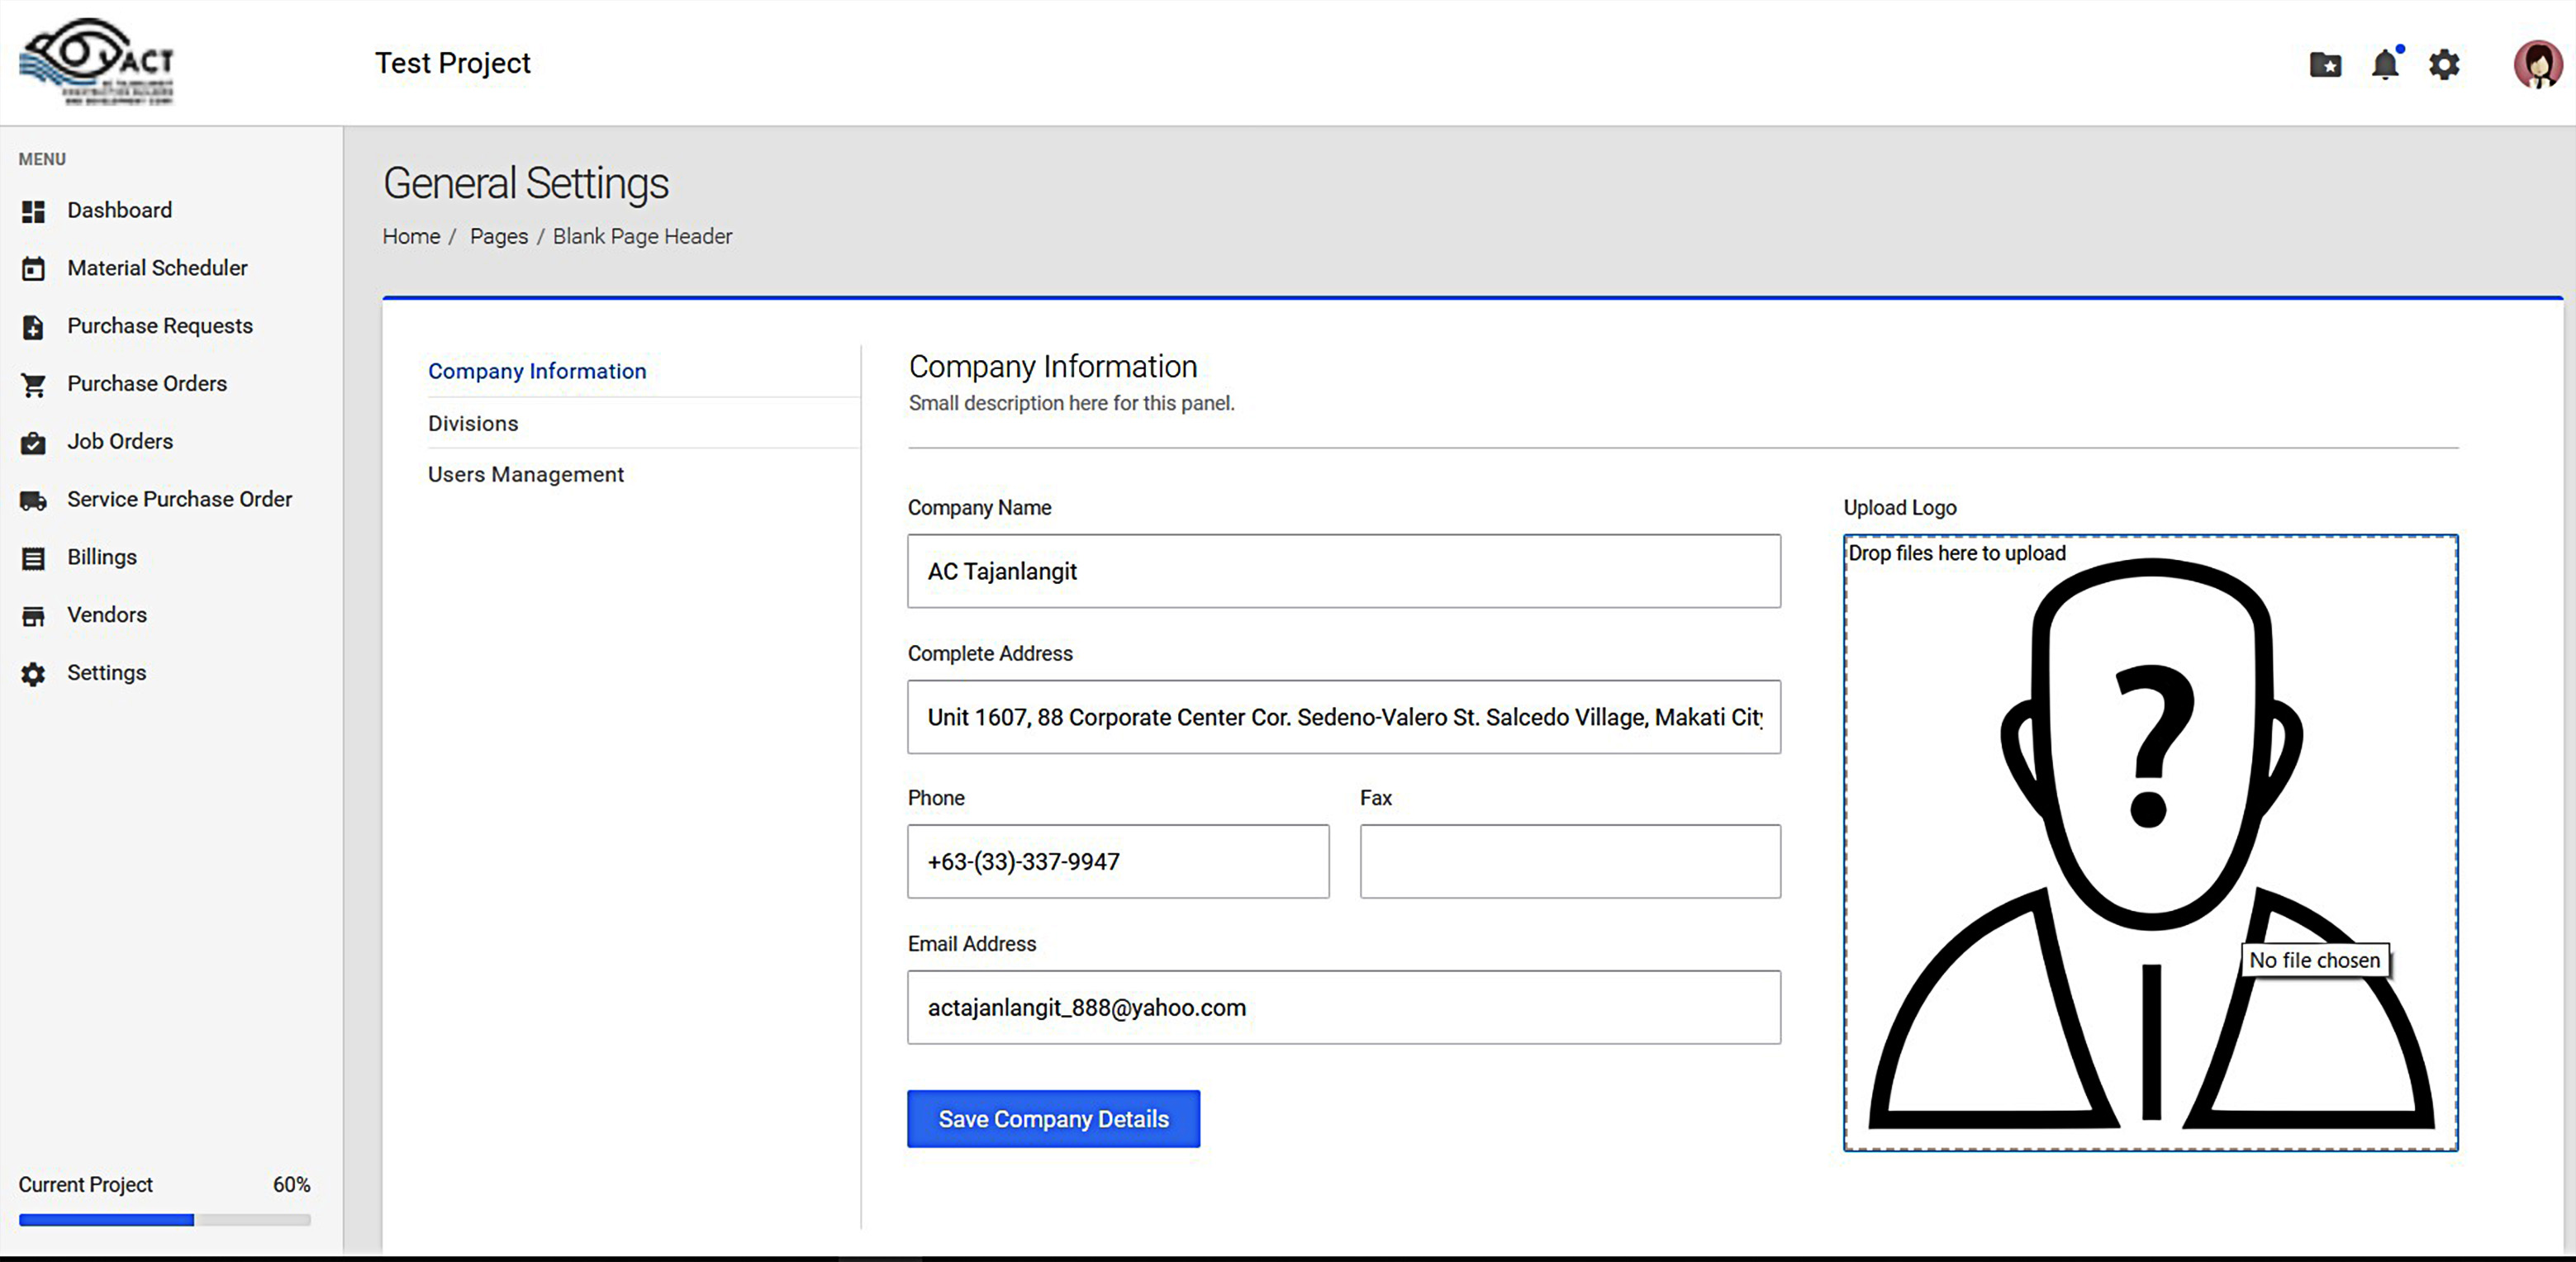 ACT
Test Project
MENU
Dashboard
Material Scheduler
Purchase Requests
Purchase Orders
Job Orders
Service Purchase Order
Billings
Vendors
Settings
Current Project 60%
General Settings
Home / Pages / Blank Page Header
Company Information
Divisions
Users Management
Company Information
Small description here for this panel.
Company Name
AC Tajanlangit
Complete Address
Unit 1607, 88 Corporate Center Cor. Sedeno-Valero St. Salcedo Village, Makati City
Phone
+63-(33)-337-9947
Fax
Email Address
actajanlangit_888@yahoo.com
Save Company Details
Upload Logo
Drop files here to upload
?
No file chosen